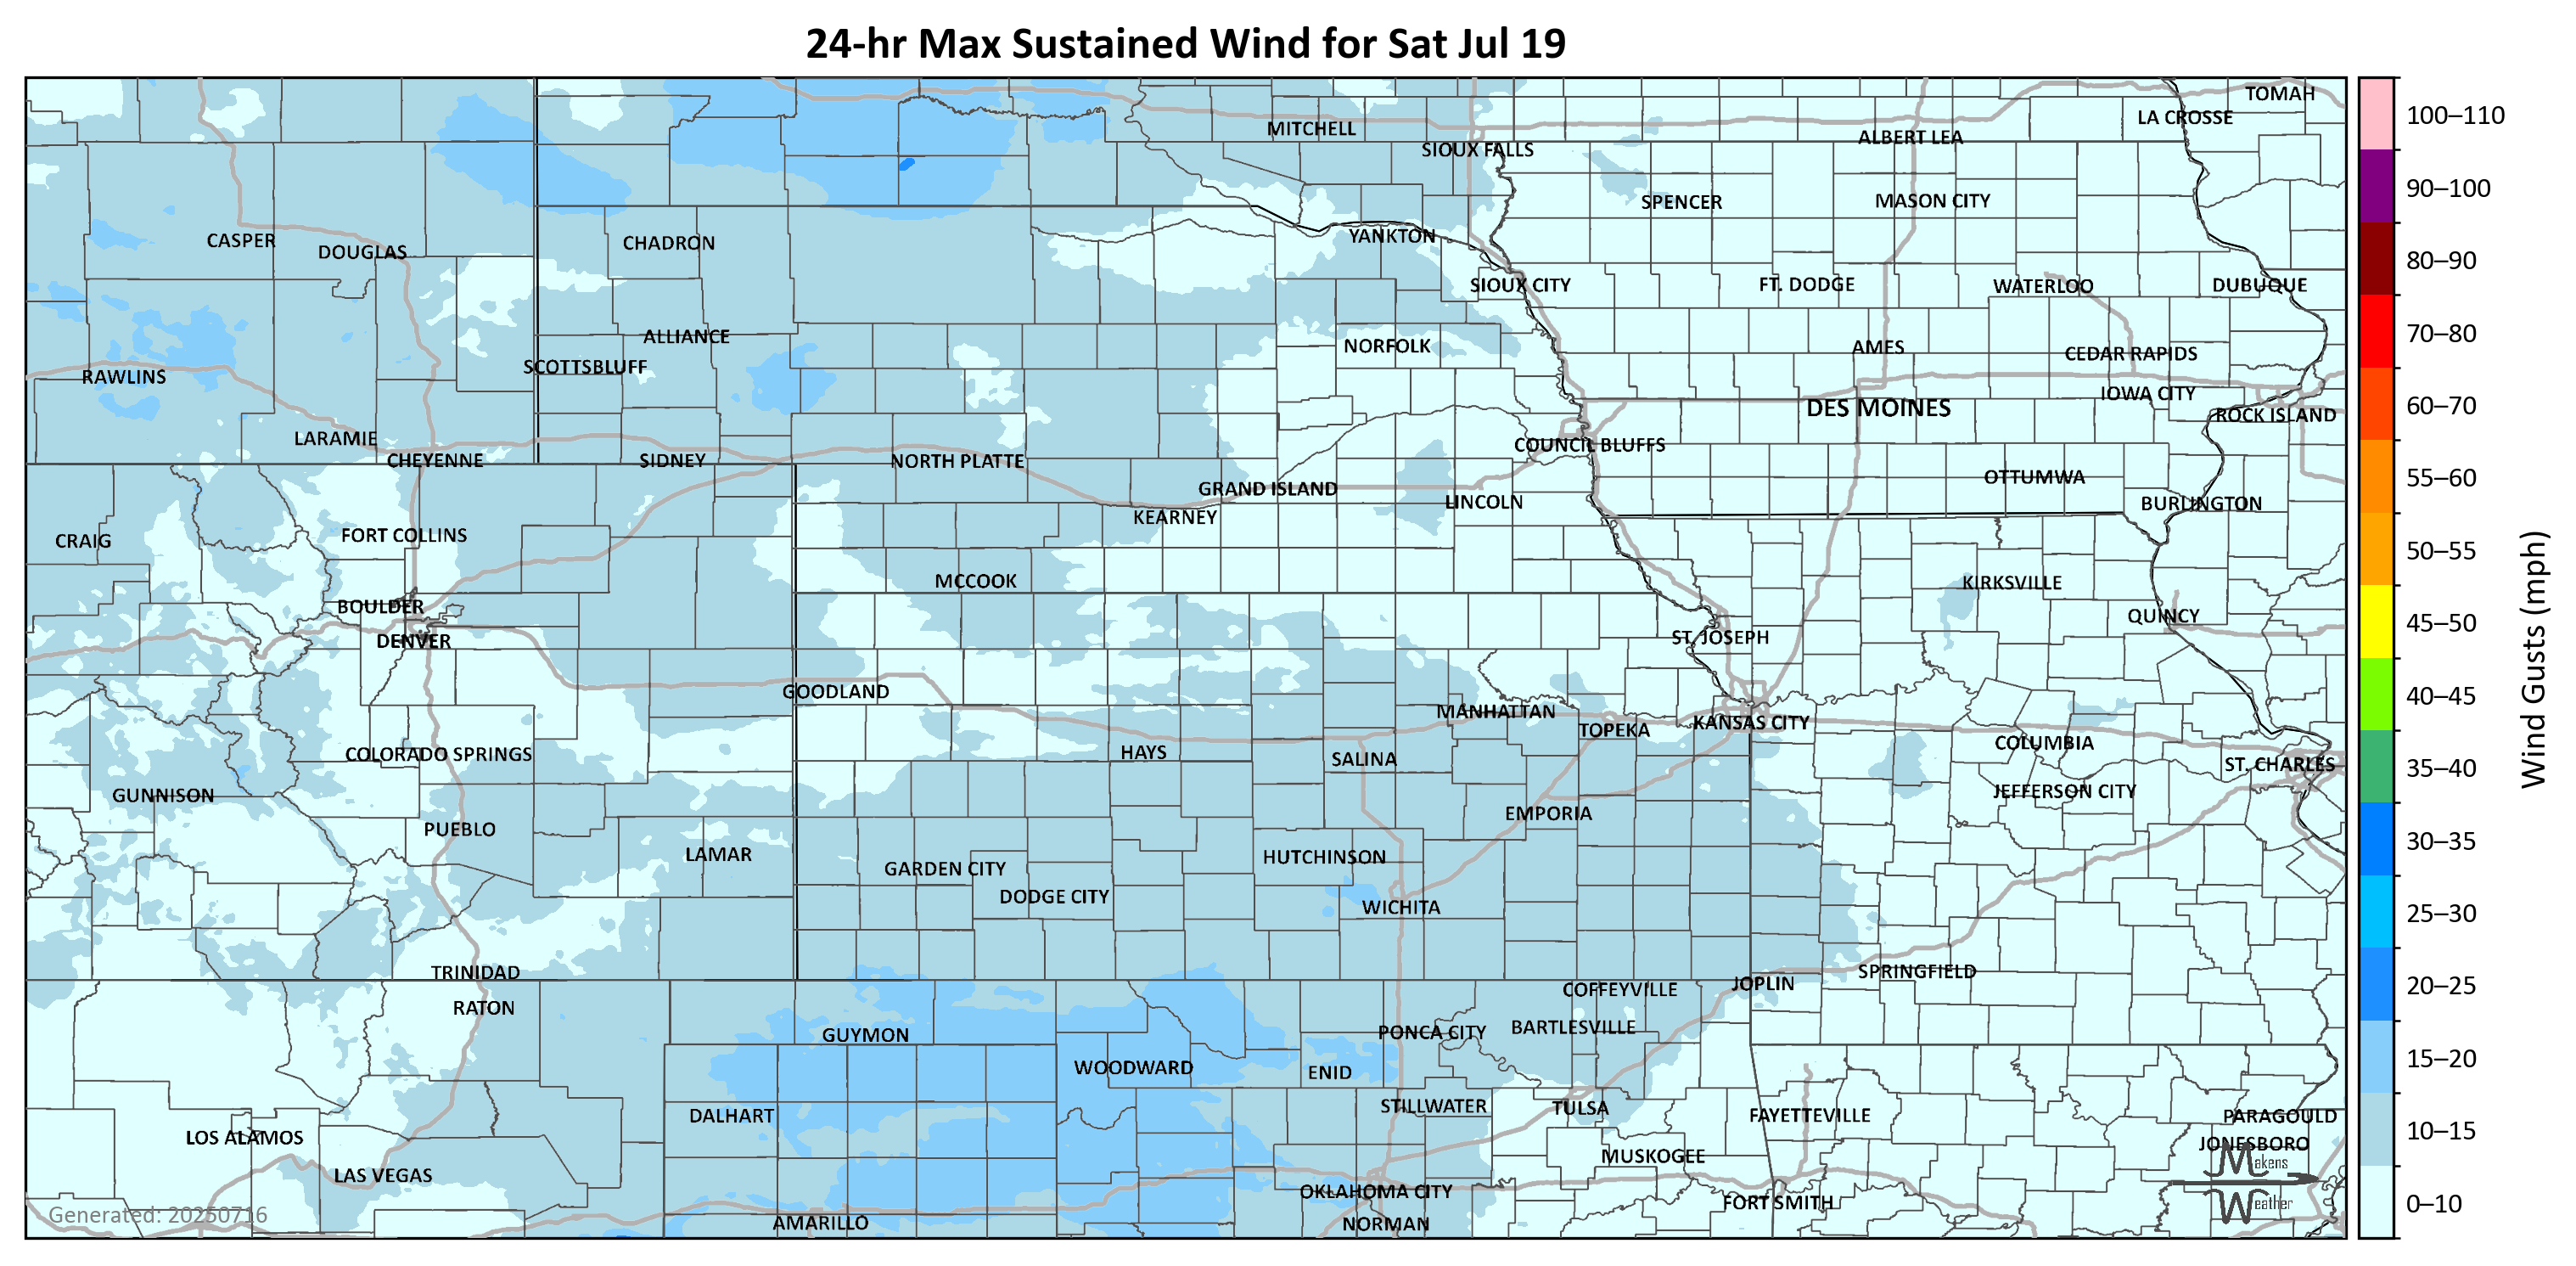 24-hr Max Sustained Wind for Sat Jul 19
TOMAH
LA CROSSE
MITCHELL
ALBERT LEA
SIOUX FALLS
SPENCER
MASON CITY
CASPER
DOUGLAS
CHADRON
YANKTON
SIOUX CITY
FT. DODGE
WATERLOO
DUBUQUE
ALLIANCE
NORFOLK
AMES
CEDAR RAPIDS
SCOTTSBLUFF
RAWLINS
IOWA CITY
DES MOINES
ROCK ISLAND
LARAMIE
COUNCIL BLUFFS
CHEYENNE
SIDNEY
NORTH PLATTE
OTTUMWA
GRAND ISLAND
LINCOLN
BURLINGTON
KEARNEY
CRAIG
FORT COLLINS
MCCOOK
KIRKSVILLE
BOULDER
QUINCY
DENVER
ST. JOSEPH
GOODLAND
MANHATTAN
TOPEKA
KANSAS CITY
COLUMBIA
COLORADO SPRINGS
HAYS
SALINA
ST. CHARLES
GUNNISON
JEFFERSON CITY
EMPORIA
PUEBLO
LAMAR
HUTCHINSON
GARDEN CITY
DODGE CITY
WICHITA
TRINIDAD
SPRINGFIELD
JOPLIN
COFFEYVILLE
RATON
GUYMON
PONCA CITY
BARTLESVILLE
WOODWARD
ENID
STILLWATER
TULSA
DALHART
FAYETTEVILLE
PARAGOULD
LOS ALAMOS
JONESBORO
MUSKOGEE
LAS VEGAS
OKLAHOMA CITY
FORT SMITH
AMARILLO
NORMAN
Generated: 20250716
Makens
Weather
100–110
90–100
80–90
70–80
60–70
55–60
50–55
45–50
40–45
35–40
30–35
25–30
20–25
15–20
10–15
0–10
Wind Gusts (mph)